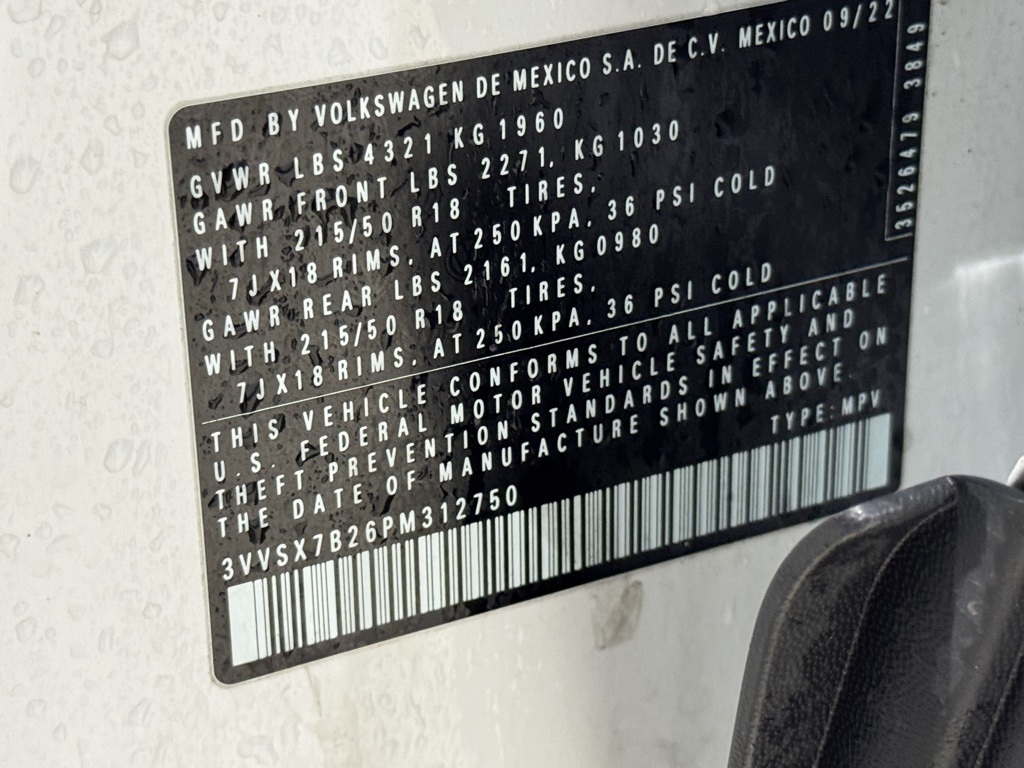 MFD BY VOLKSWAGEN DE MEXICO S.A. DE C.V. MEXICO 09/22
GVWR LBS 4321 KG 1960
GAWR FRONT LBS 2271, KG 1030
WITH 215/50 R18 TIRES,
7JX18 RIMS, AT 250 KPA, 36 PSI COLD
GAWR REAR LBS 2161, KG 0980
WITH 215/50 R18 TIRES,
7JX18 RIMS, AT 250 KPA, 36 PSI COLD
3526479 3849
THIS VEHICLE CONFORMS TO ALL APPLICABLE
U.S. FEDERAL MOTOR VEHICLE SAFETY AND
THEFT PREVENTION STANDARDS IN EFFECT ON
THE DATE OF MANUFACTURE SHOWN ABOVE.
3VVSX7B26PM312750 TYPE: MPV